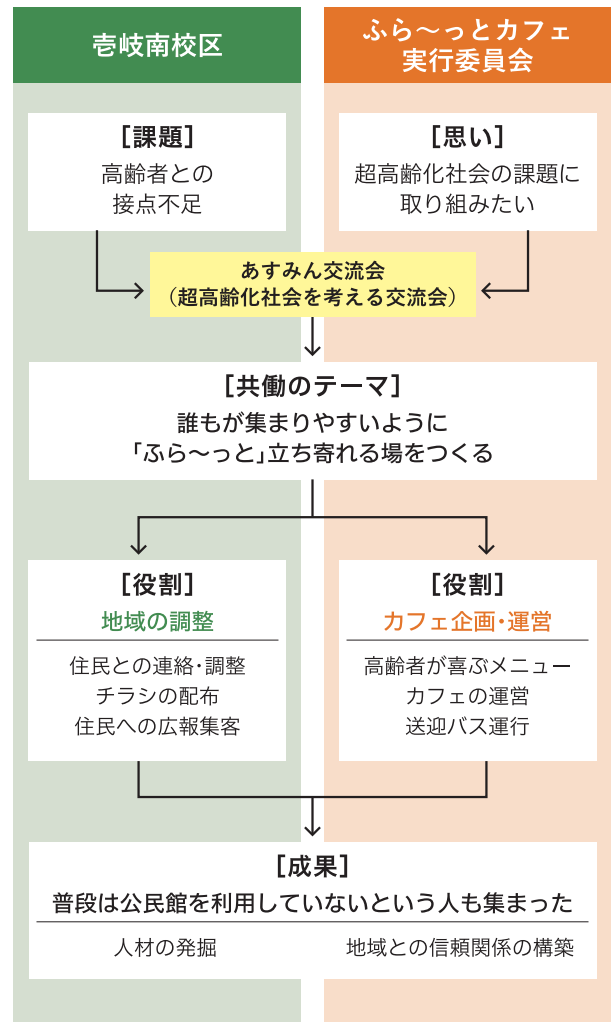 壱岐南校区
ふら～っとカフェ
実行委員会
［課題］
高齢者との
接点不足
［思い］
超高齢化社会の課題に
取り組みたい
あすみん交流会
（超高齢化社会を考える交流会）
［共働のテーマ］
誰もが集まりやすいように
「ふら～っと」立ち寄れる場をつくる
［役割］
地域の調整
住民との連絡・調整
チラシの配布
住民への広報集客
［役割］
カフェ企画・運営
高齢者が喜ぶメニュー
カフェの運営
送迎バス運行
［成果］
普段は公民館を利用していないという人も集まった
人材の発掘
地域との信頼関係の構築